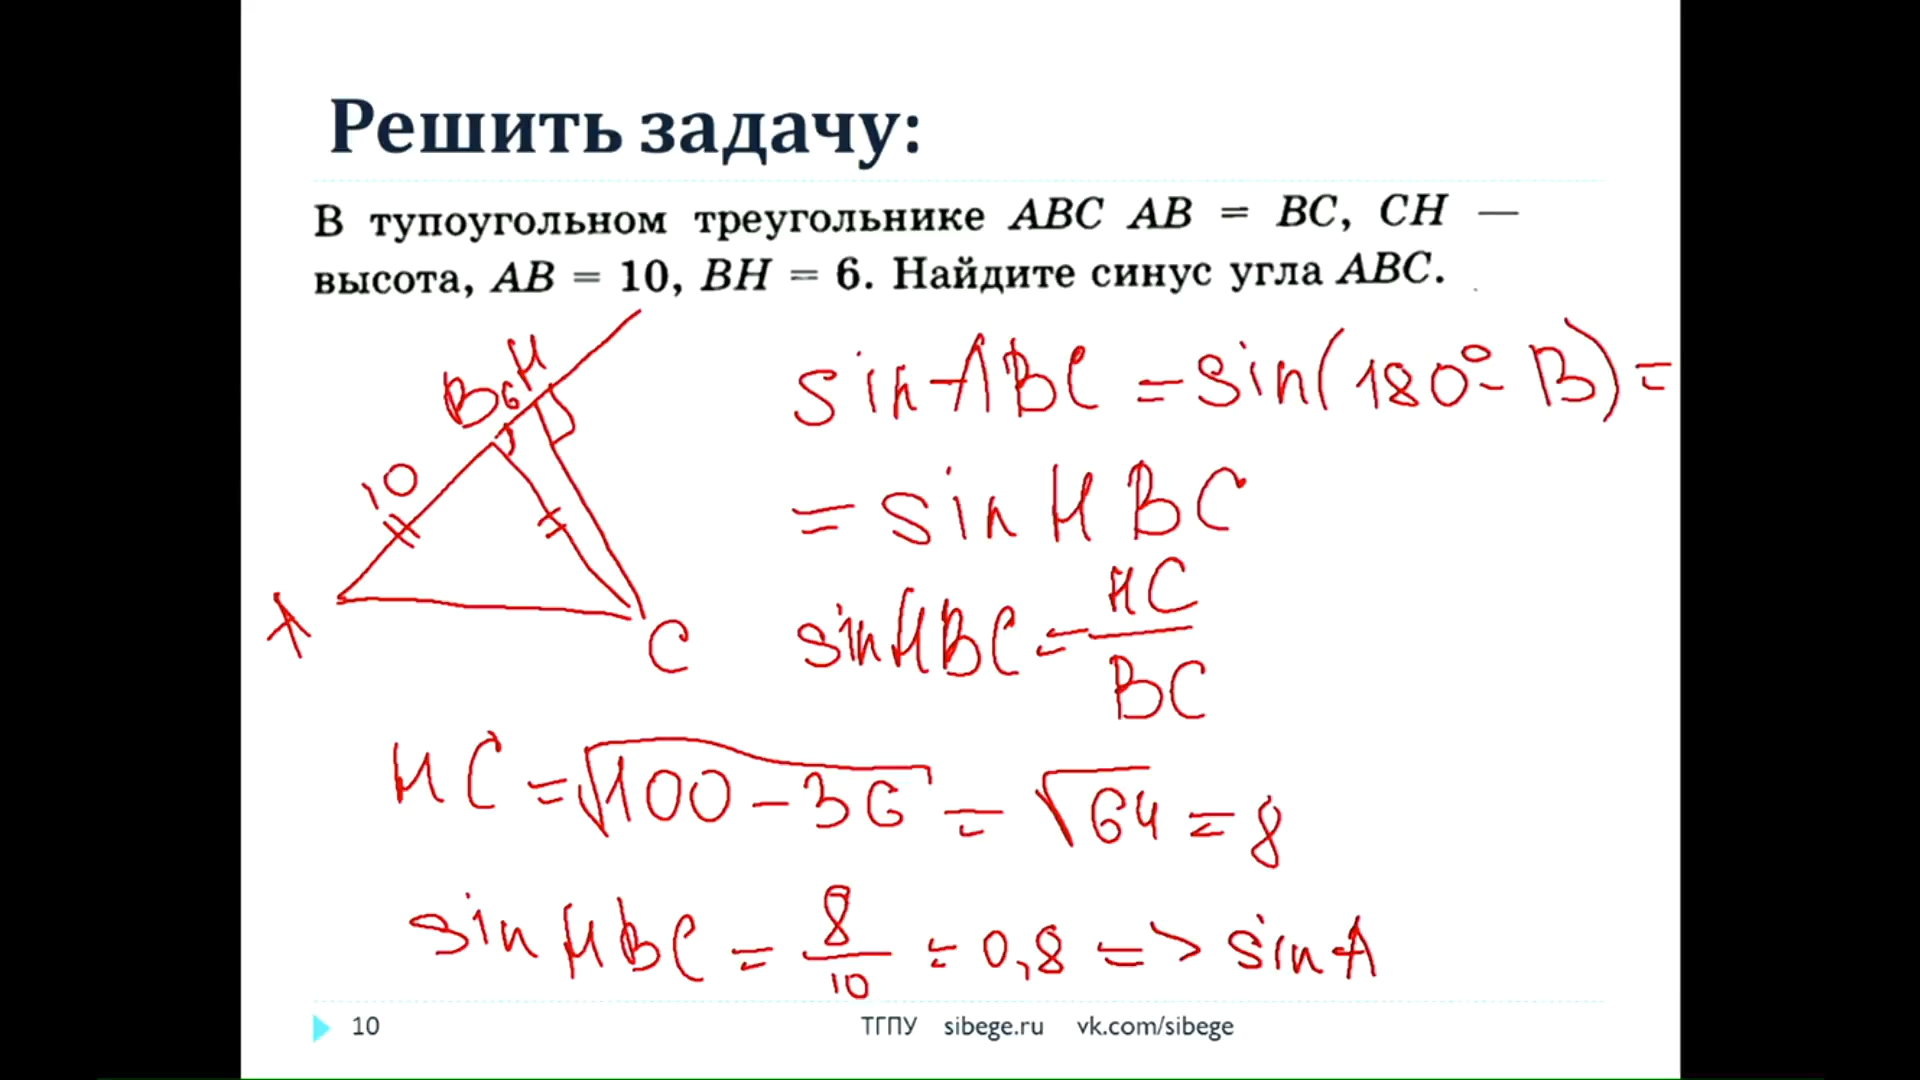 Решить задачу:
В тупоугольном треугольнике ABC AB = BC, CH —
высота, AB = 10, BH = 6. Найдите синус угла ABC.
B 6 H
10
A
C
sin ABC = sin(180° - B) =
= sin HBC
sin HBC = HC/BC
HC = √100 - 36 = √64 = 8
sin HBC = 8/10 = 0,8 => sin A
10 ТГПУ sibege.ru vk.com/sibege